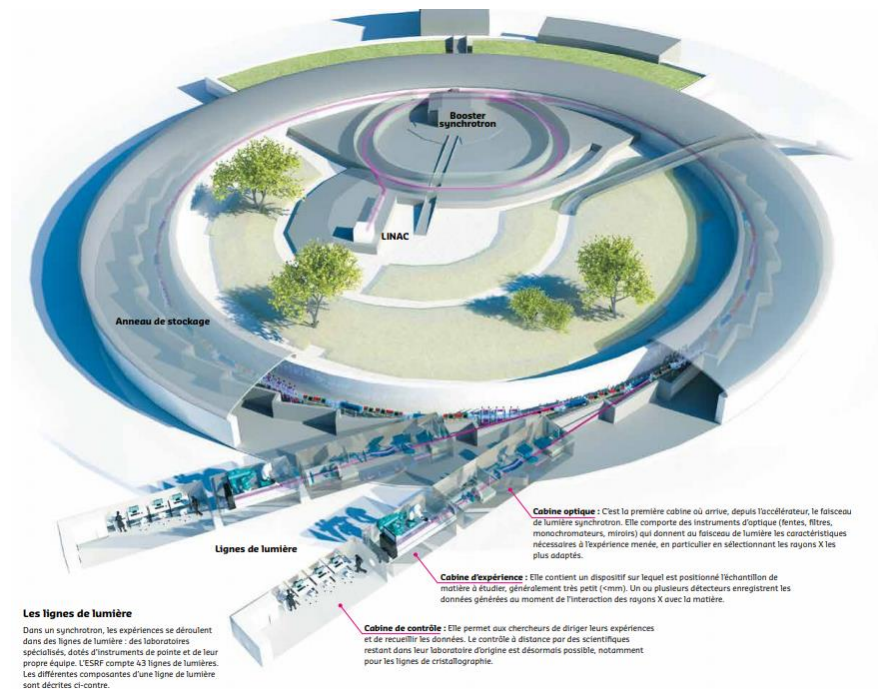 Booster
synchrotron
LINAC
Anneau de stockage
Cabine optique : C'est la première cabine où arrive, depuis l'accélérateur, le faisceau
de lumière synchrotron. Elle comporte des instruments d'optique (fentes, filtres,
monochromateurs, miroirs) qui donnent au faisceau de lumière les caractéristiques
nécessaires à l'expérience menée, en particulier en sélectionnant les rayons X les
plus adaptés.
Lignes de lumière
Cabine d'expérience : Elle contient un dispositif sur lequel est positionné l'échantillon de
matière à étudier, généralement très petit (<mm). Un ou plusieurs détecteurs enregistrent les
données générées au moment de l'interaction des rayons X avec la matière.
Cabine de contrôle : Elle permet aux chercheurs de diriger leurs expériences
et de recueillir les données. Le contrôle à distance par des scientifiques
restant dans leur laboratoire d'origine est désormais possible, notamment
pour les lignes de cristallographie.
Les lignes de lumière
Dans un synchrotron, les expériences se déroulent
dans des lignes de lumière : des laboratoires
spécialisés, dotés d'instruments de pointe et de leur
propre équipe. L'ESRF compte 43 lignes de lumières.
Les différentes composantes d'une ligne de lumière
sont décrites ci-contre.